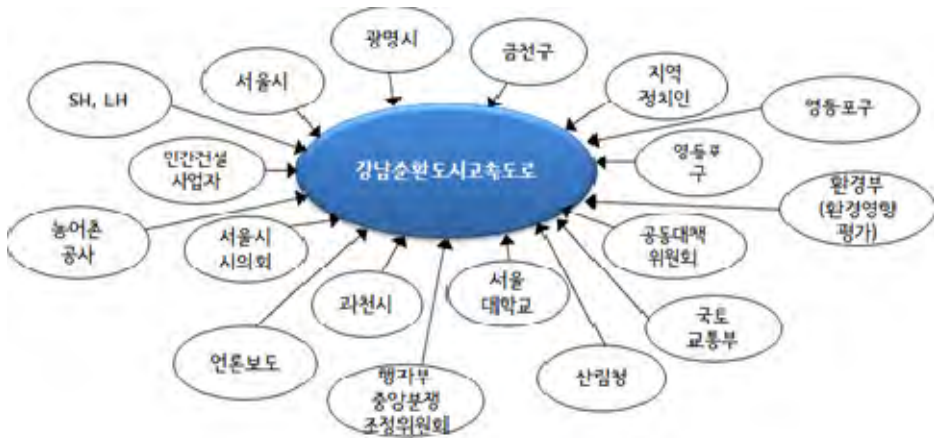 광명시
금천구
서울시
지역
정치인
SH, LH
영등포구
민간건설
사업자
강남순환도시고속도로
영등포
구
환경부
(환경영향
평가)
농어촌
공사
서울시
시의회
공동대책
위원회
과천시
서울
대학교
국토
교통부
언론보도
행자부
중앙분쟁
조정위원회
산림청